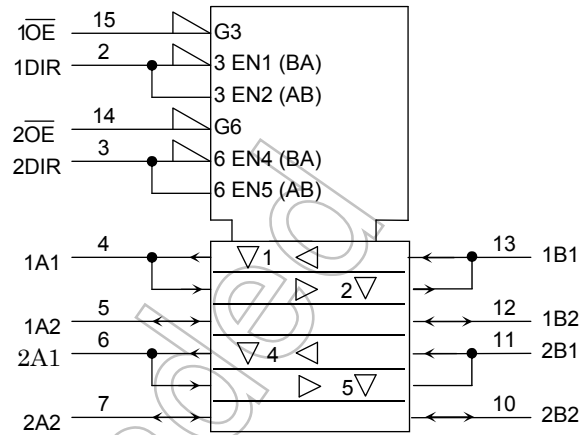 1O̅E̅ 15 G3
1DIR 2 3 EN1 (BA)
3 EN2 (AB)
2O̅E̅ 14 G6
2DIR 3 6 EN4 (BA)
6 EN5 (AB)
1A1 4 1 13 1B1
2
1A2 5 12 1B2
2A1 6 4 11 2B1
5
2A2 7 10 2B2